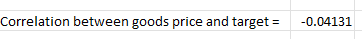 Correlation between goods price and target = -0.04131